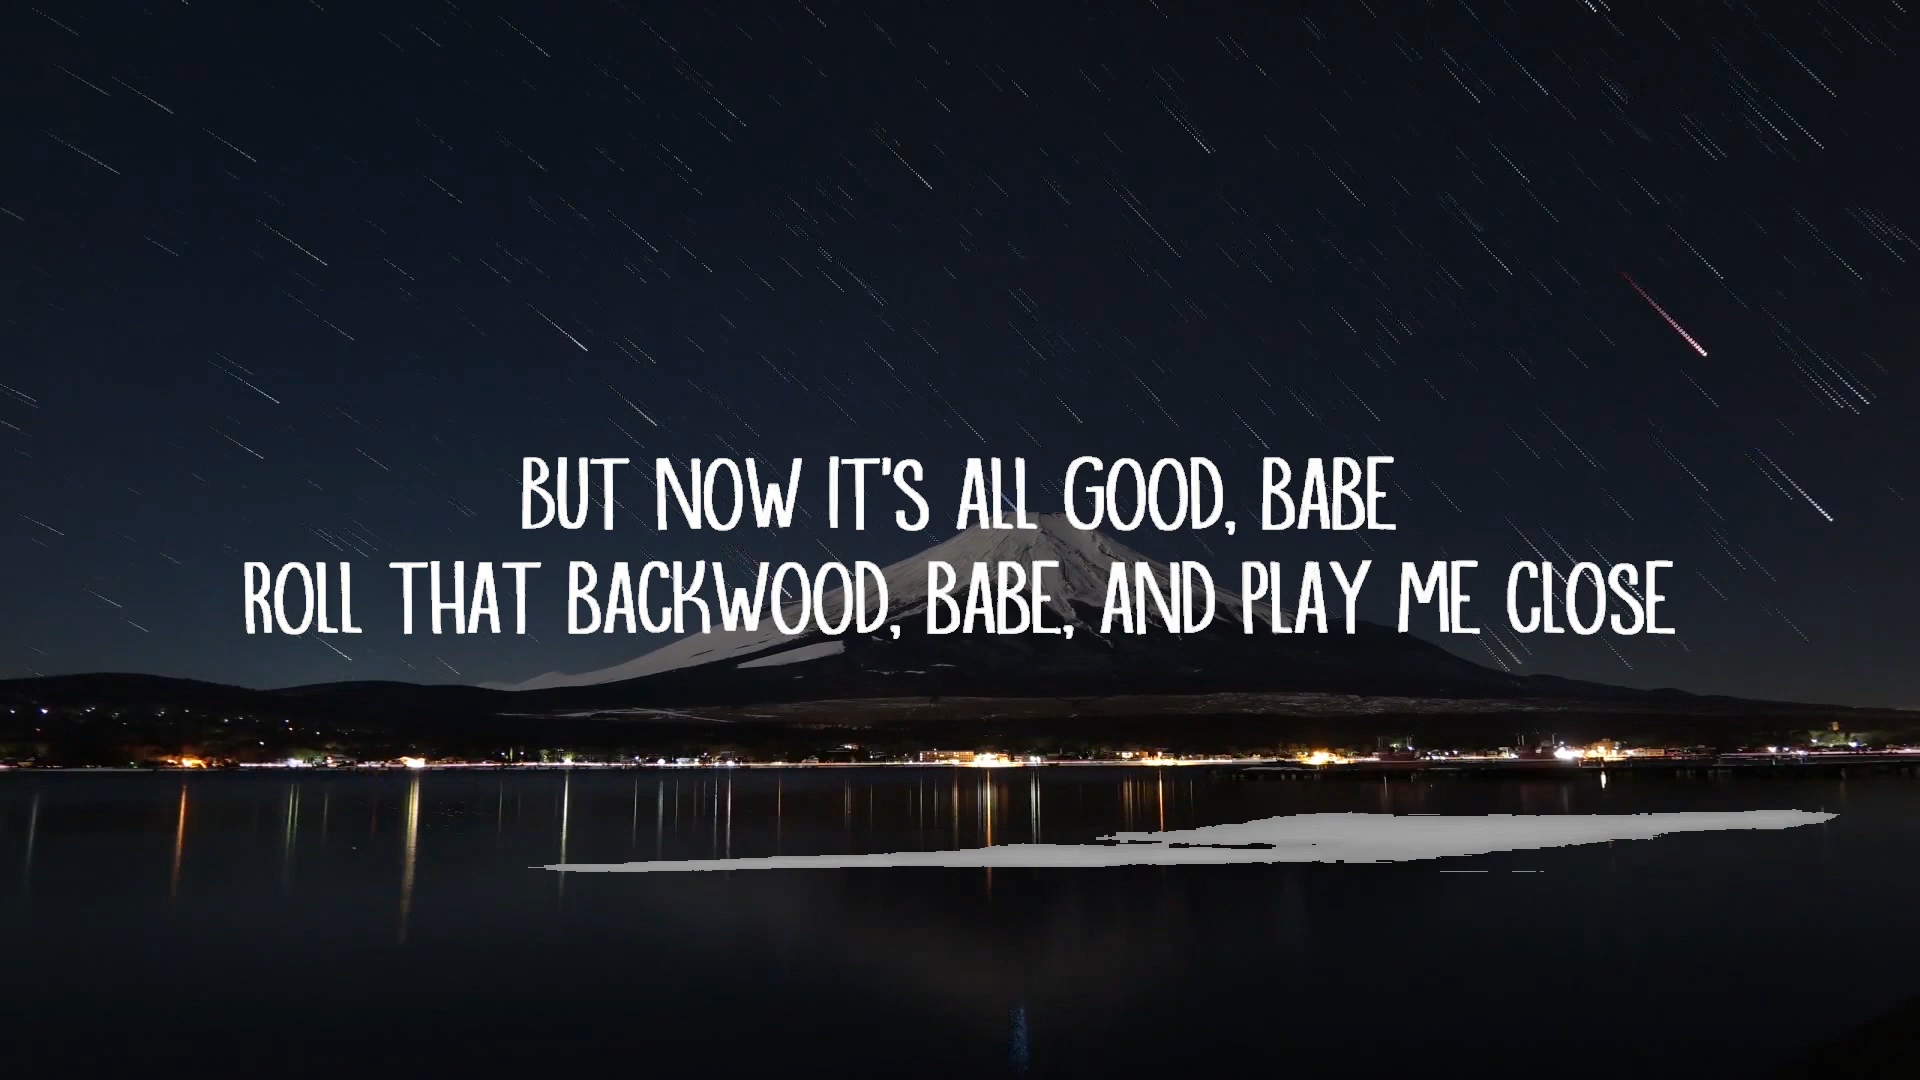 BUT NOW IT'S ALL GOOD, BABE
ROLL THAT BACKWOOD, BABE, AND PLAY ME CLOSE